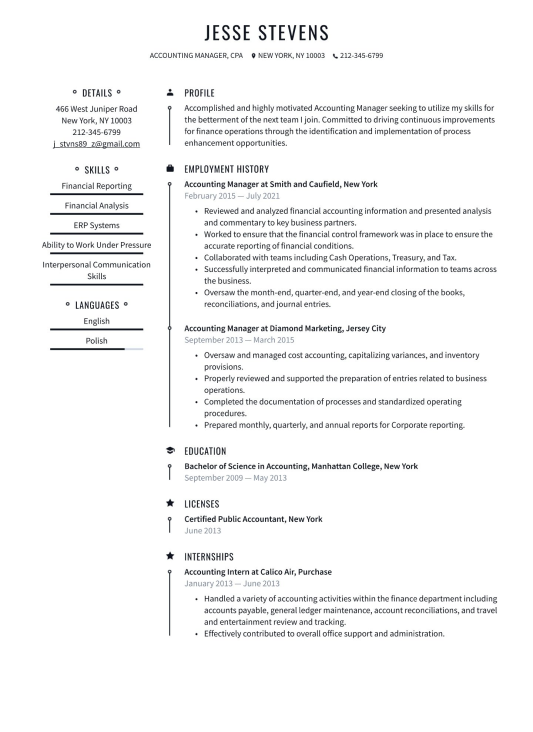 JESSE STEVENS
ACCOUNTING MANAGER, CPA NEW YORK, NY 10003 212-345-6799
DETAILS
466 West Juniper Road
New York, NY 10003
212-345-6799
j_stvns89_z@gmail.com
SKILLS
Financial Reporting
Financial Analysis
ERP Systems
Ability to Work Under Pressure
Interpersonal Communication
Skills
LANGUAGES
English
Polish
PROFILE
Accomplished and highly motivated Accounting Manager seeking to utilize my skills for
the betterment of the next team I join. Committed to driving continuous improvements
for finance operations through the identification and implementation of process
enhancement opportunities.
EMPLOYMENT HISTORY
Accounting Manager at Smith and Caufield, New York
February 2015 — July 2021
• Reviewed and analyzed financial accounting information and presented analysis
and commentary to key business partners.
• Worked to ensure that the financial control framework was in place to ensure the
accurate reporting of financial conditions.
• Collaborated with teams including Cash Operations, Treasury, and Tax.
• Successfully interpreted and communicated financial information to teams across
the business.
• Oversaw the month-end, quarter-end, and year-end closing of the books,
reconciliations, and journal entries.
Accounting Manager at Diamond Marketing, Jersey City
September 2013 — March 2015
• Oversaw and managed cost accounting, capitalizing variances, and inventory
provisions.
• Properly reviewed and supported the preparation of entries related to business
operations.
• Completed the documentation of processes and standardized operating
procedures.
• Prepared monthly, quarterly, and annual reports for Corporate reporting.
EDUCATION
Bachelor of Science in Accounting, Manhattan College, New York
September 2009 — May 2013
LICENSES
Certified Public Accountant, New York
June 2013
INTERNSHIPS
Accounting Intern at Calico Air, Purchase
January 2013 — June 2013
• Handled a variety of accounting activities within the finance department including
accounts payable, general ledger maintenance, account reconciliations, and travel
and entertainment review and tracking.
• Effectively contributed to overall office support and administration.